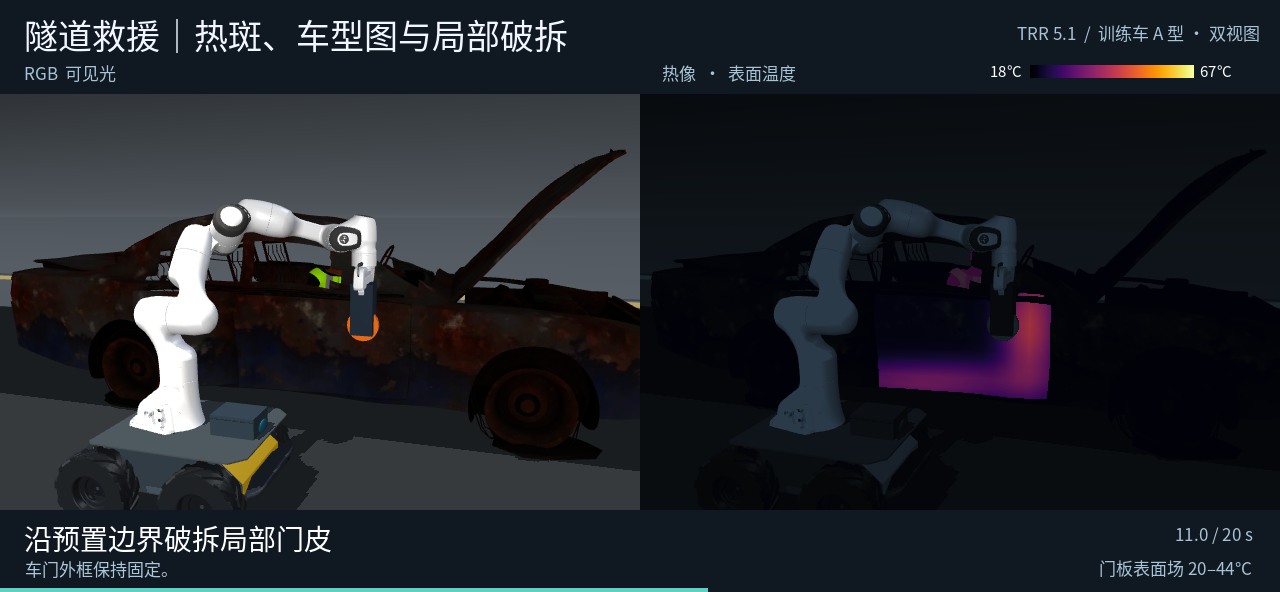 隧道救援｜热斑、车型图与局部破拆
TRR 5.1 / 训练车 A 型 · 双视图
RGB 可见光
热像 · 表面温度
18℃ 67℃
沿预置边界破拆局部门皮
车门外框保持固定。
11.0 / 20 s
门板表面场 20–44℃